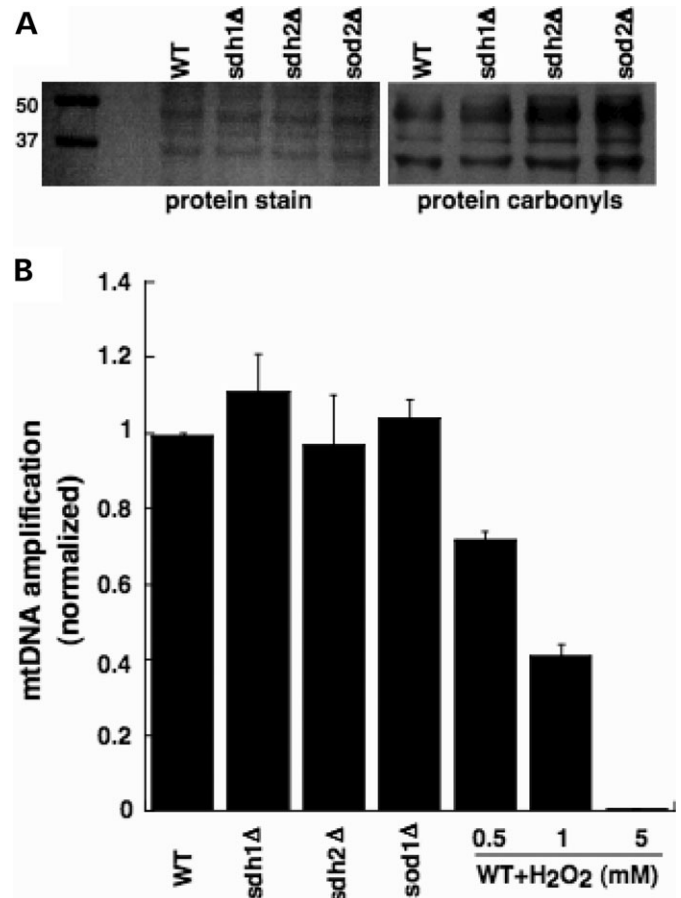 A
WT sdh1Δ sdh2Δ sod2Δ WT sdh1Δ sdh2Δ sod2Δ
50
37
protein stain protein carbonyls
B
mtDNA amplification
(normalized)
1.4
1.2
1
0.8
0.6
0.4
0.2
0
WT sdh1Δ sdh2Δ sod1Δ 0.5 1 5
WT+H₂O₂ (mM)